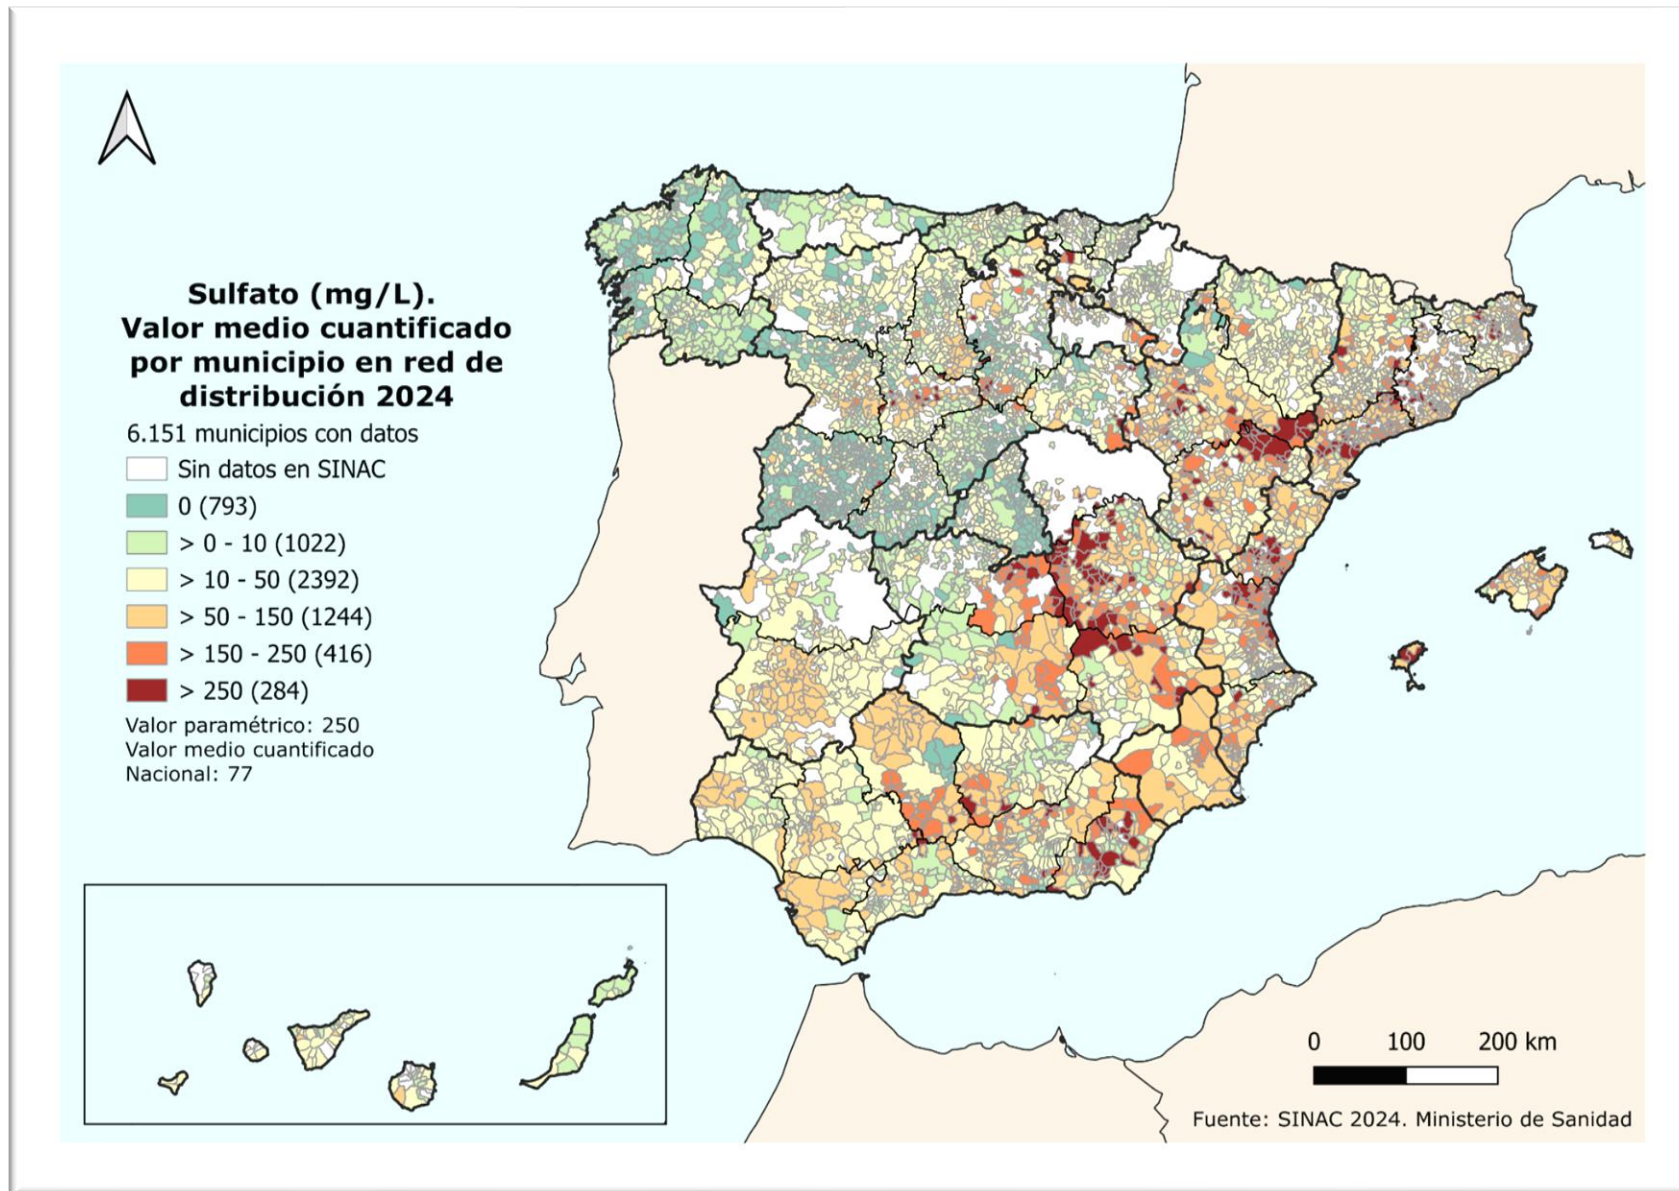 Sulfato (mg/L).
Valor medio cuantificado
por municipio en red de
distribución 2024
6.151 municipios con datos
Sin datos en SINAC
0 (793)
> 0 - 10 (1022)
> 10 - 50 (2392)
> 50 - 150 (1244)
> 150 - 250 (416)
> 250 (284)
Valor paramétrico: 250
Valor medio cuantificado
Nacional: 77
0 100 200 km
Fuente: SINAC 2024. Ministerio de Sanidad